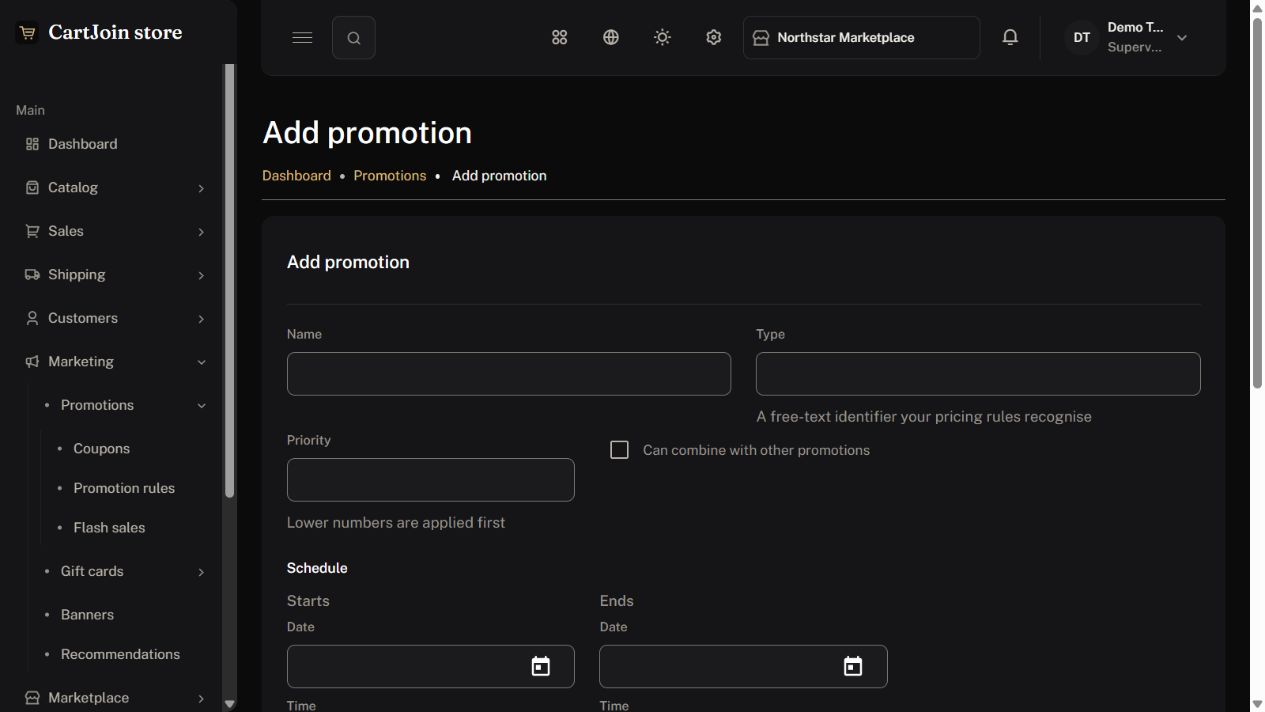 CartJoin store
Northstar Marketplace
DT
Demo T...
Superv...
Main
Dashboard
Catalog
Sales
Shipping
Customers
Marketing
Promotions
Coupons
Promotion rules
Flash sales
Gift cards
Banners
Recommendations
Marketplace
Add promotion
Dashboard • Promotions • Add promotion
Add promotion
Name
Type
A free-text identifier your pricing rules recognise
Priority
Can combine with other promotions
Lower numbers are applied first
Schedule
Starts
Ends
Date
Date
Time
Time